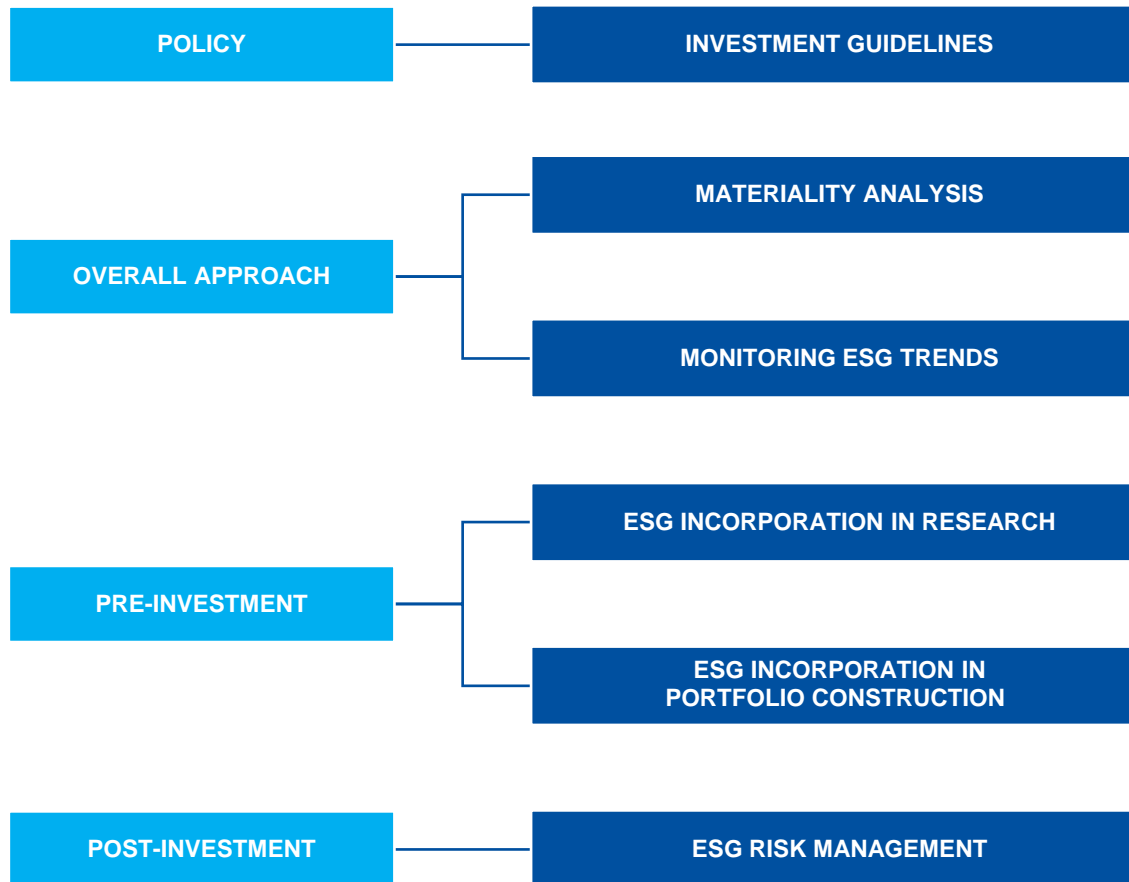 POLICY
INVESTMENT GUIDELINES
MATERIALITY ANALYSIS
OVERALL APPROACH
MONITORING ESG TRENDS
ESG INCORPORATION IN RESEARCH
PRE-INVESTMENT
ESG INCORPORATION IN
PORTFOLIO CONSTRUCTION
POST-INVESTMENT
ESG RISK MANAGEMENT